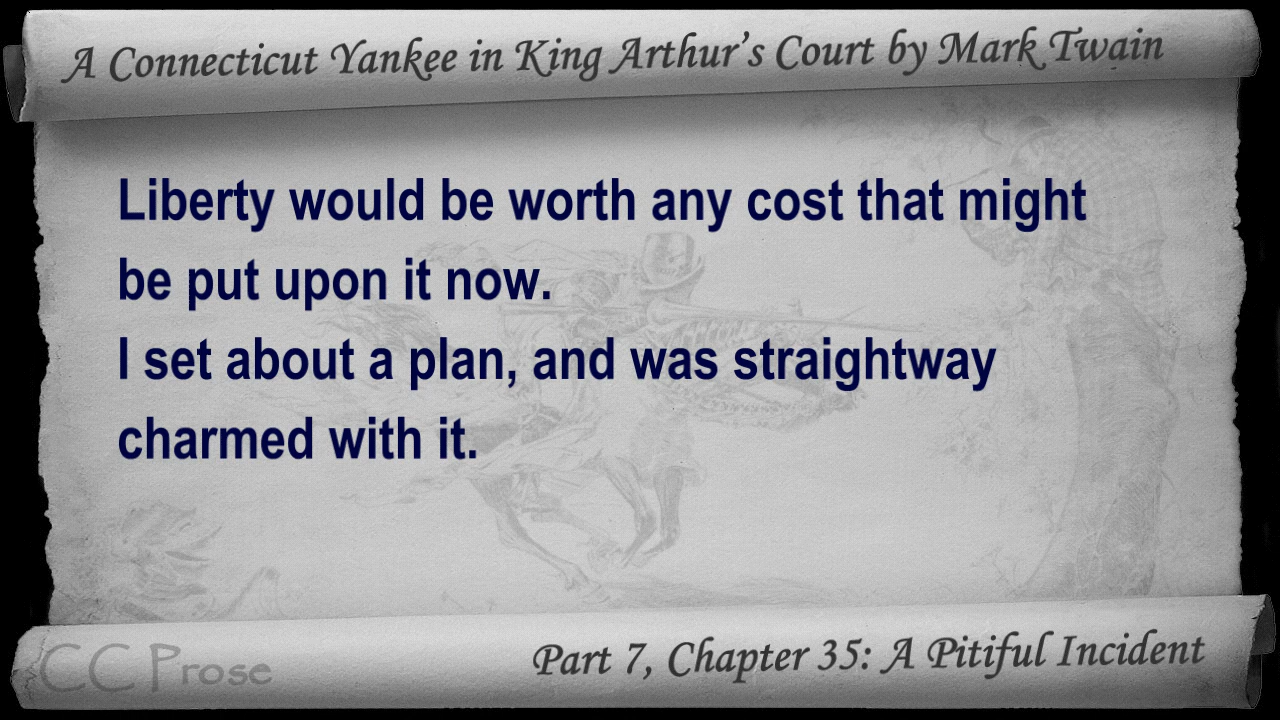 A Connecticut Yankee in King Arthur's Court by Mark Twain
Liberty would be worth any cost that might
be put upon it now.
I set about a plan, and was straightway
charmed with it.
CC Prose
Part 7, Chapter 35: A Pitiful Incident